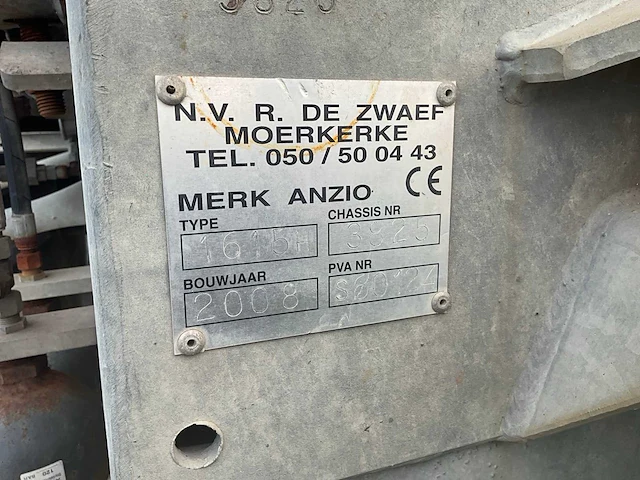 N.V. R. DE ZWAEF
MOERKERKE
TEL. 050 / 50 04 43
MERK ANZIO CE
TYPE CHASSIS NR
1615H 3925
BOUWJAAR PVA NR
2008